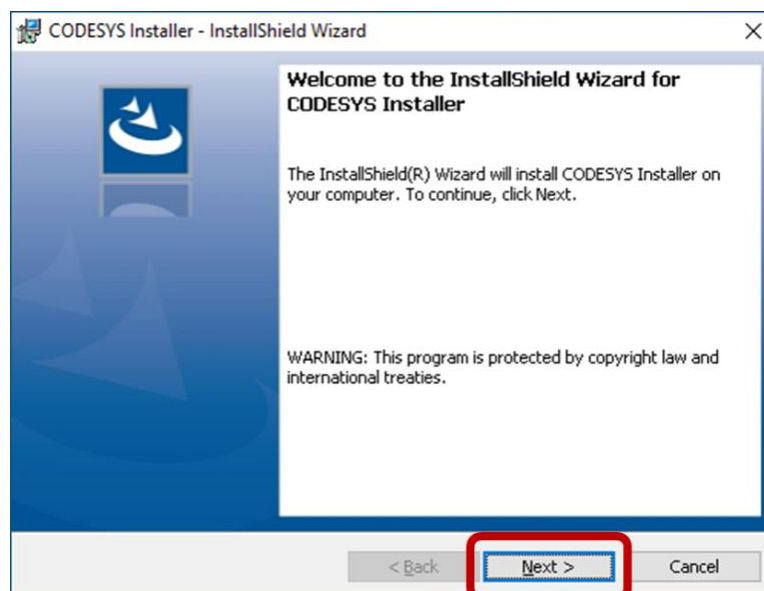 CODESYS Installer - InstallShield Wizard
Welcome to the InstallShield Wizard for
CODESYS Installer
The InstallShield(R) Wizard will install CODESYS Installer on
your computer. To continue, click Next.
WARNING: This program is protected by copyright law and
international treaties.
< Back Next > Cancel